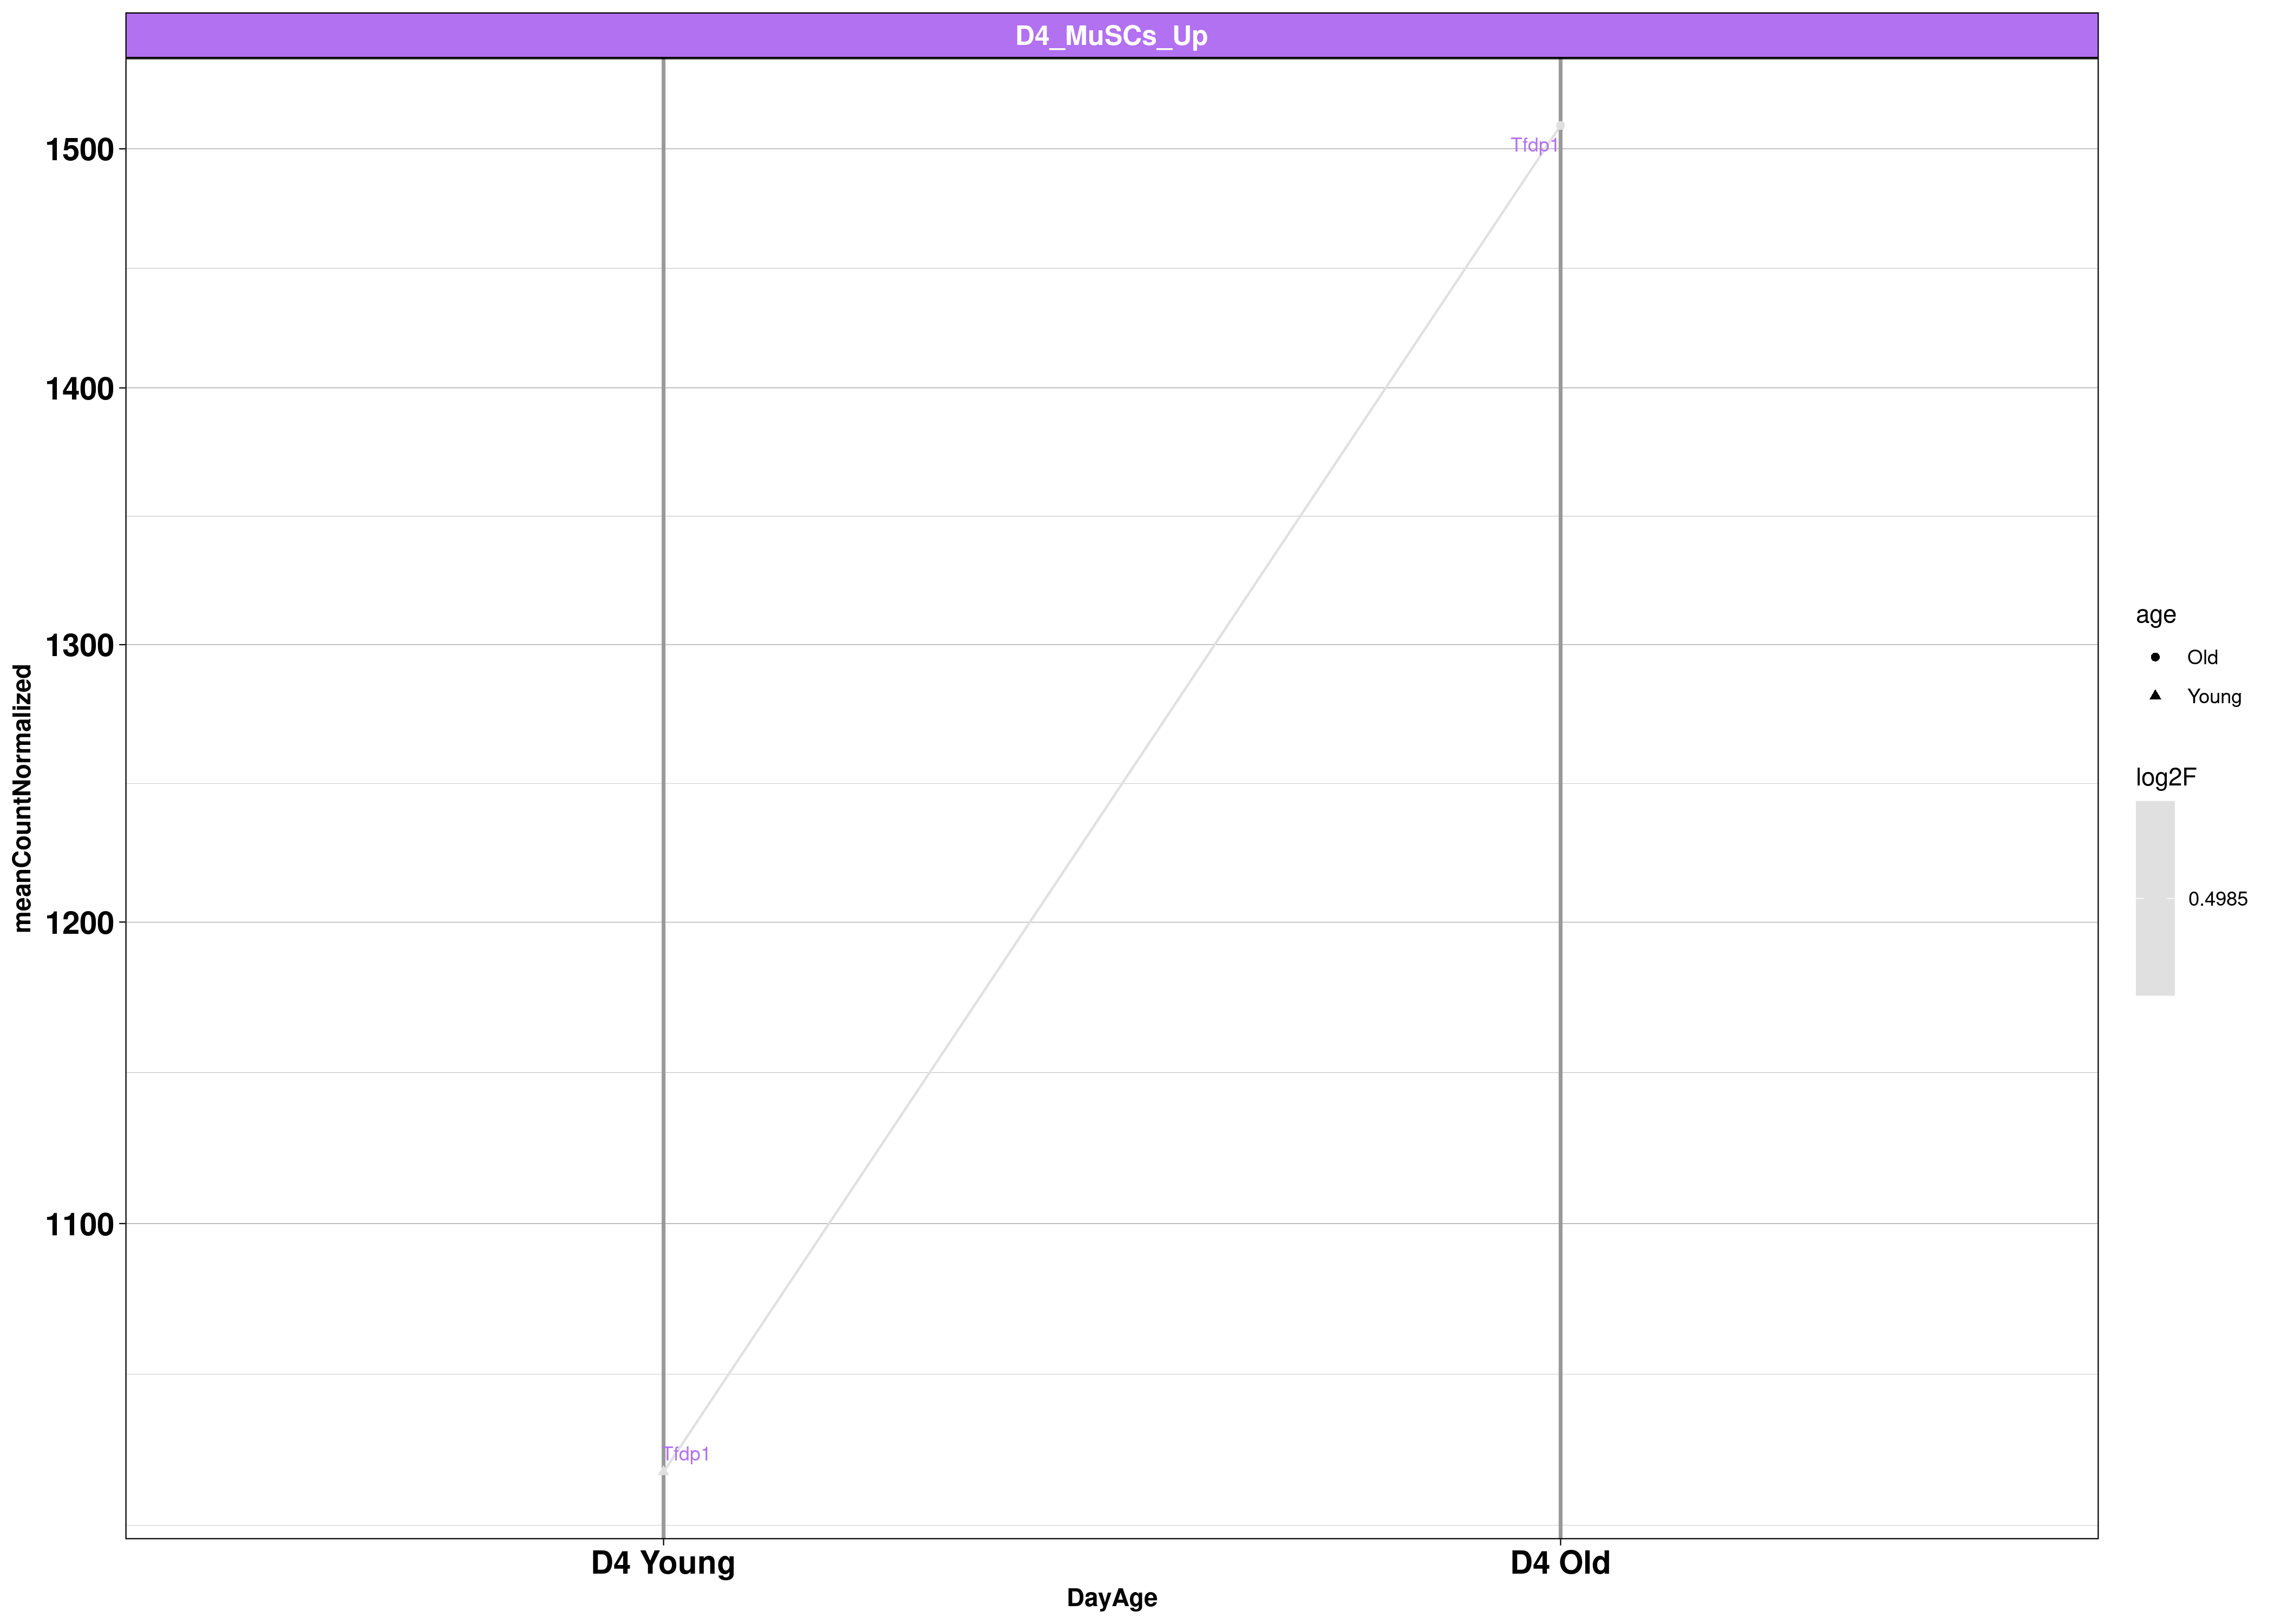 D4_MuSCs_Up
1500
1400
1300
1200
1100
meanCountNormalized
Tfdp1
Tfdp1
D4 Young
D4 Old
DayAge
age
Old
Young
log2F
0.4985